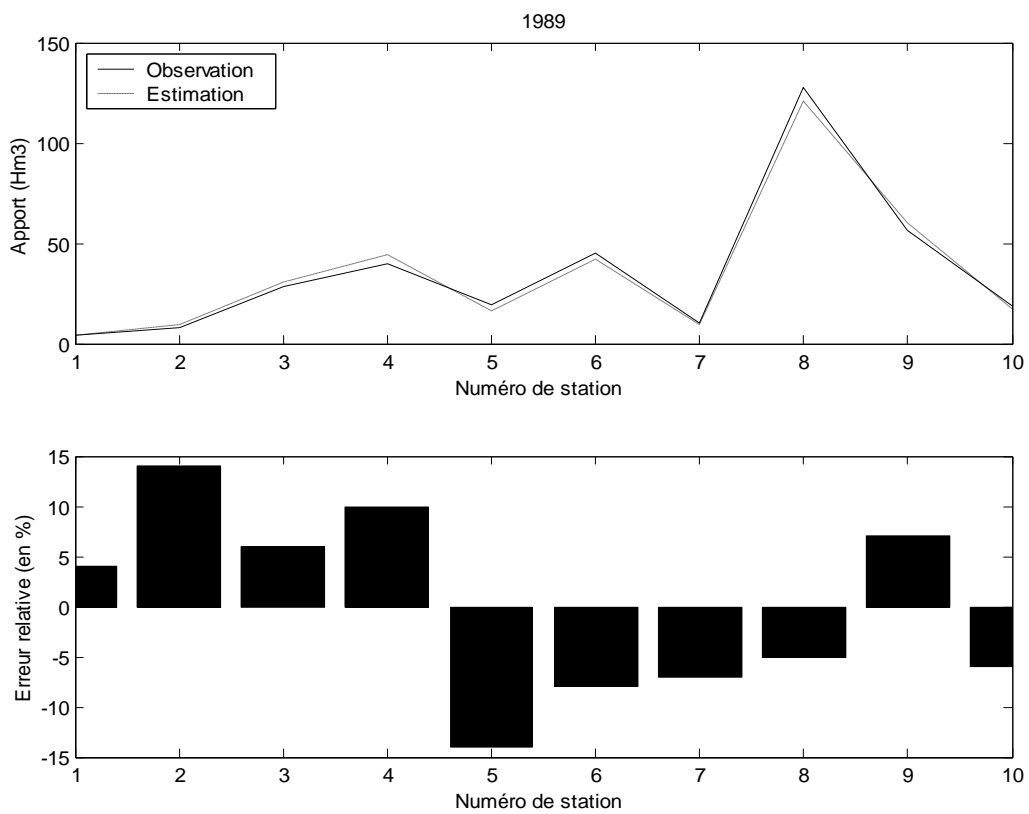 1989
150
100
50
0
Apport (Hm3)
Observation
Estimation
1 2 3 4 5 6 7 8 9 10
Numéro de station
15
10
5
0
-5
-10
-15
Erreur relative (en %)
1 2 3 4 5 6 7 8 9 10
Numéro de station